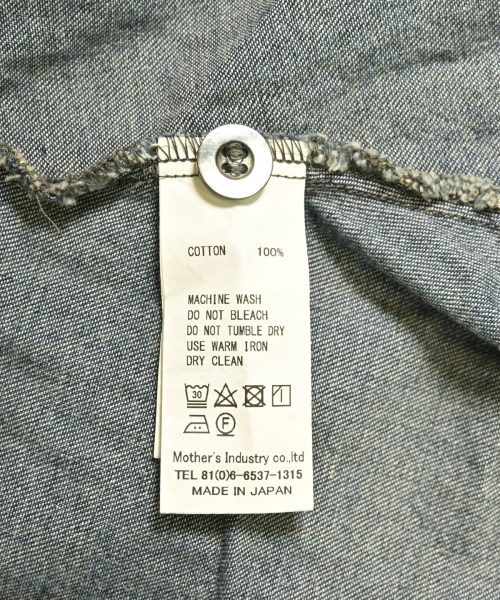 COTTON 100%
MACHINE WASH
DO NOT BLEACH
DO NOT TUMBLE DRY
USE WARM IRON
DRY CLEAN
30
F
Mother's Industry co.,ltd
TEL 81(0)6-6537-1315
MADE IN JAPAN